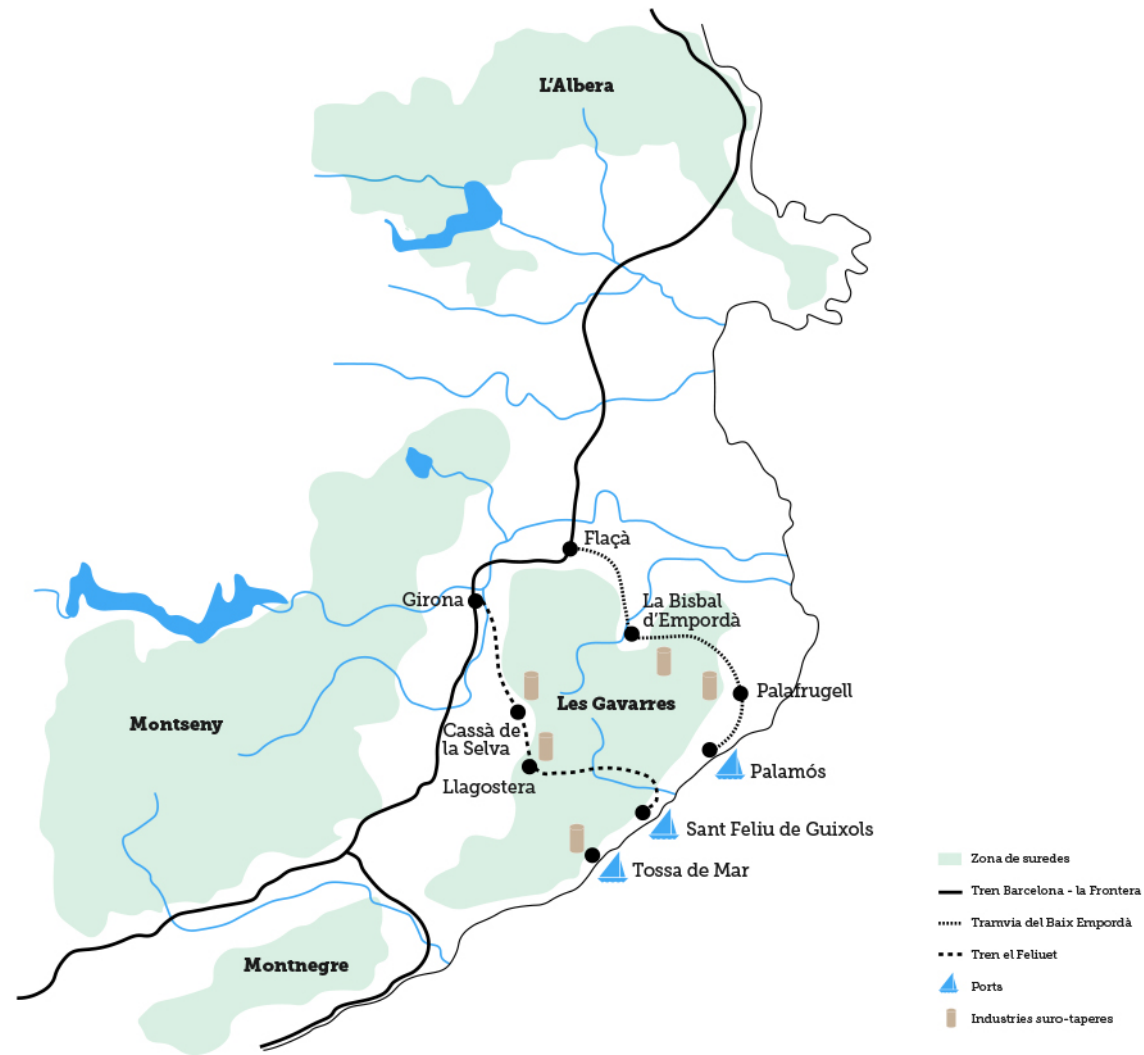 L'Albera
Flaçà
Girona
La Bisbal
d'Empordà
Palafrugell
Les Gavarres
Montseny
Cassà de
la Selva
Palamós
Llagostera
Sant Feliu de Guixols
Tossa de Mar
Montnegre
Zona de suredes
Tren Barcelona - la Frontera
Tramvia del Baix Empordà
Tren el Feliuet
Ports
Industries suro-taperes